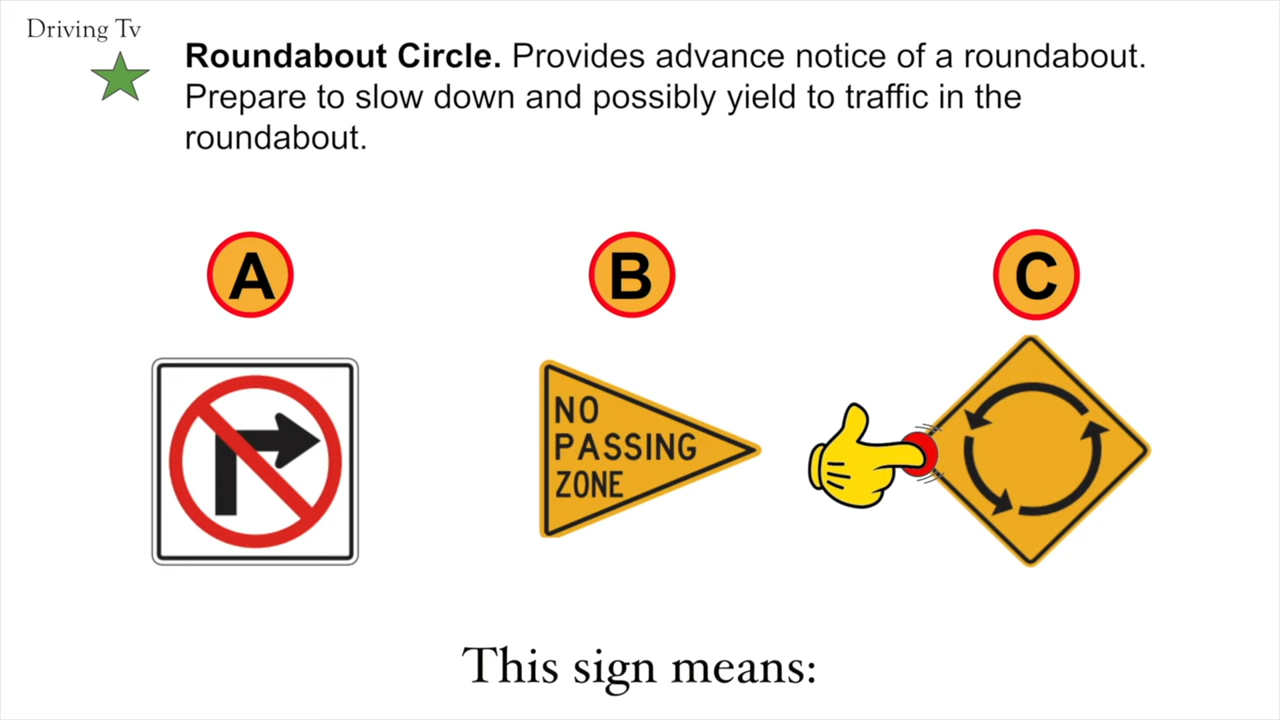 Driving Tv
Roundabout Circle. Provides advance notice of a roundabout.
Prepare to slow down and possibly yield to traffic in the
roundabout.
A
B
C
NO
PASSING
ZONE
This sign means: